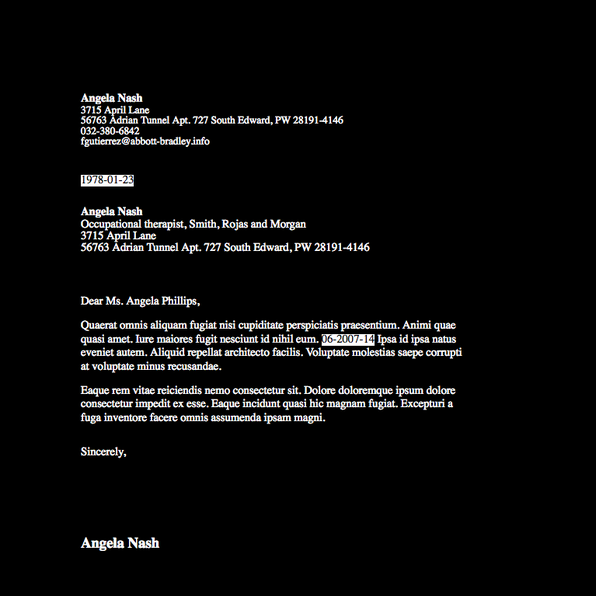 Angela Nash
3715 April Lane
56763 Adrian Tunnel Apt. 727 South Edward, PW 28191-4146
032-380-6842
fgutierrez@abbott-bradley.info
1978-01-23
Angela Nash
Occupational therapist, Smith, Rojas and Morgan
3715 April Lane
56763 Adrian Tunnel Apt. 727 South Edward, PW 28191-4146
Dear Ms. Angela Phillips,
Quaerat omnis aliquam fugiat nisi cupiditate perspiciatis praesentium. Animi quae
quasi amet. Iure maiores fugit nesciunt id nihil eum. 06-2007-14 Ipsa id ipsa natus
eveniet autem. Aliquid repellat architecto facilis. Voluptate molestias saepe corrupti
at voluptate minus recusandae.
Eaque rem vitae reiciendis nemo consectetur sit. Dolore doloremque ipsum dolore
consectetur impedit ex esse. Eaque incidunt quasi hic magnam fugiat. Excepturi a
fuga inventore facere omnis assumenda ipsam magni.
Sincerely,
Angela Nash